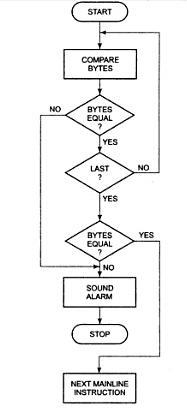 START
COMPARE
BYTES
NO
BYTES
EQUAL
?
YES
LAST
?
NO
YES
BYTES
EQUAL
?
YES
NO
SOUND
ALARM
STOP
NEXT MAINLINE
INSTRUCTION